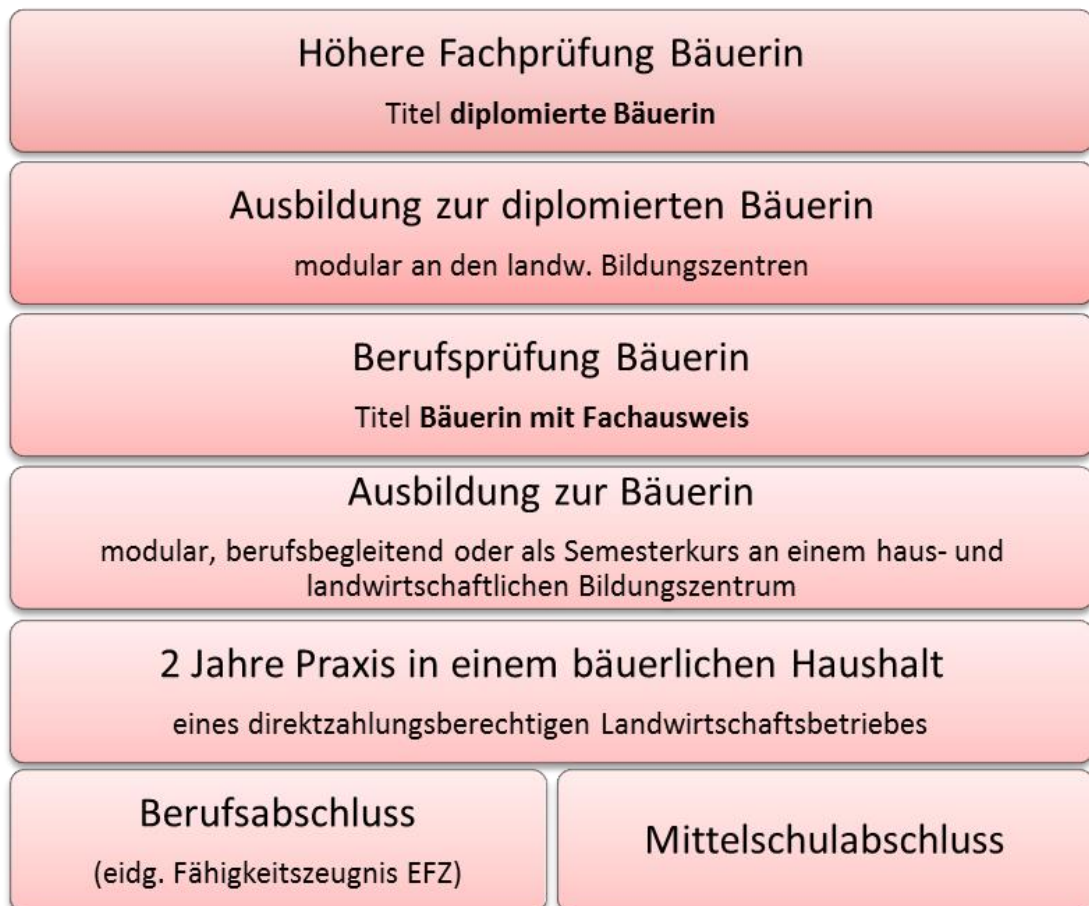 Höhere Fachprüfung Bäuerin
Titel diplomierte Bäuerin
Ausbildung zur diplomierten Bäuerin
modular an den landw. Bildungszentren
Berufsprüfung Bäuerin
Titel Bäuerin mit Fachausweis
Ausbildung zur Bäuerin
modular, berufsbegleitend oder als Semesterkurs an einem haus- und
landwirtschaftlichen Bildungszentrum
2 Jahre Praxis in einem bäuerlichen Haushalt
eines direktzahlungsberechtigen Landwirtschaftsbetriebes
Berufsabschluss
(eidg. Fähigkeitszeugnis EFZ)
Mittelschulabschluss